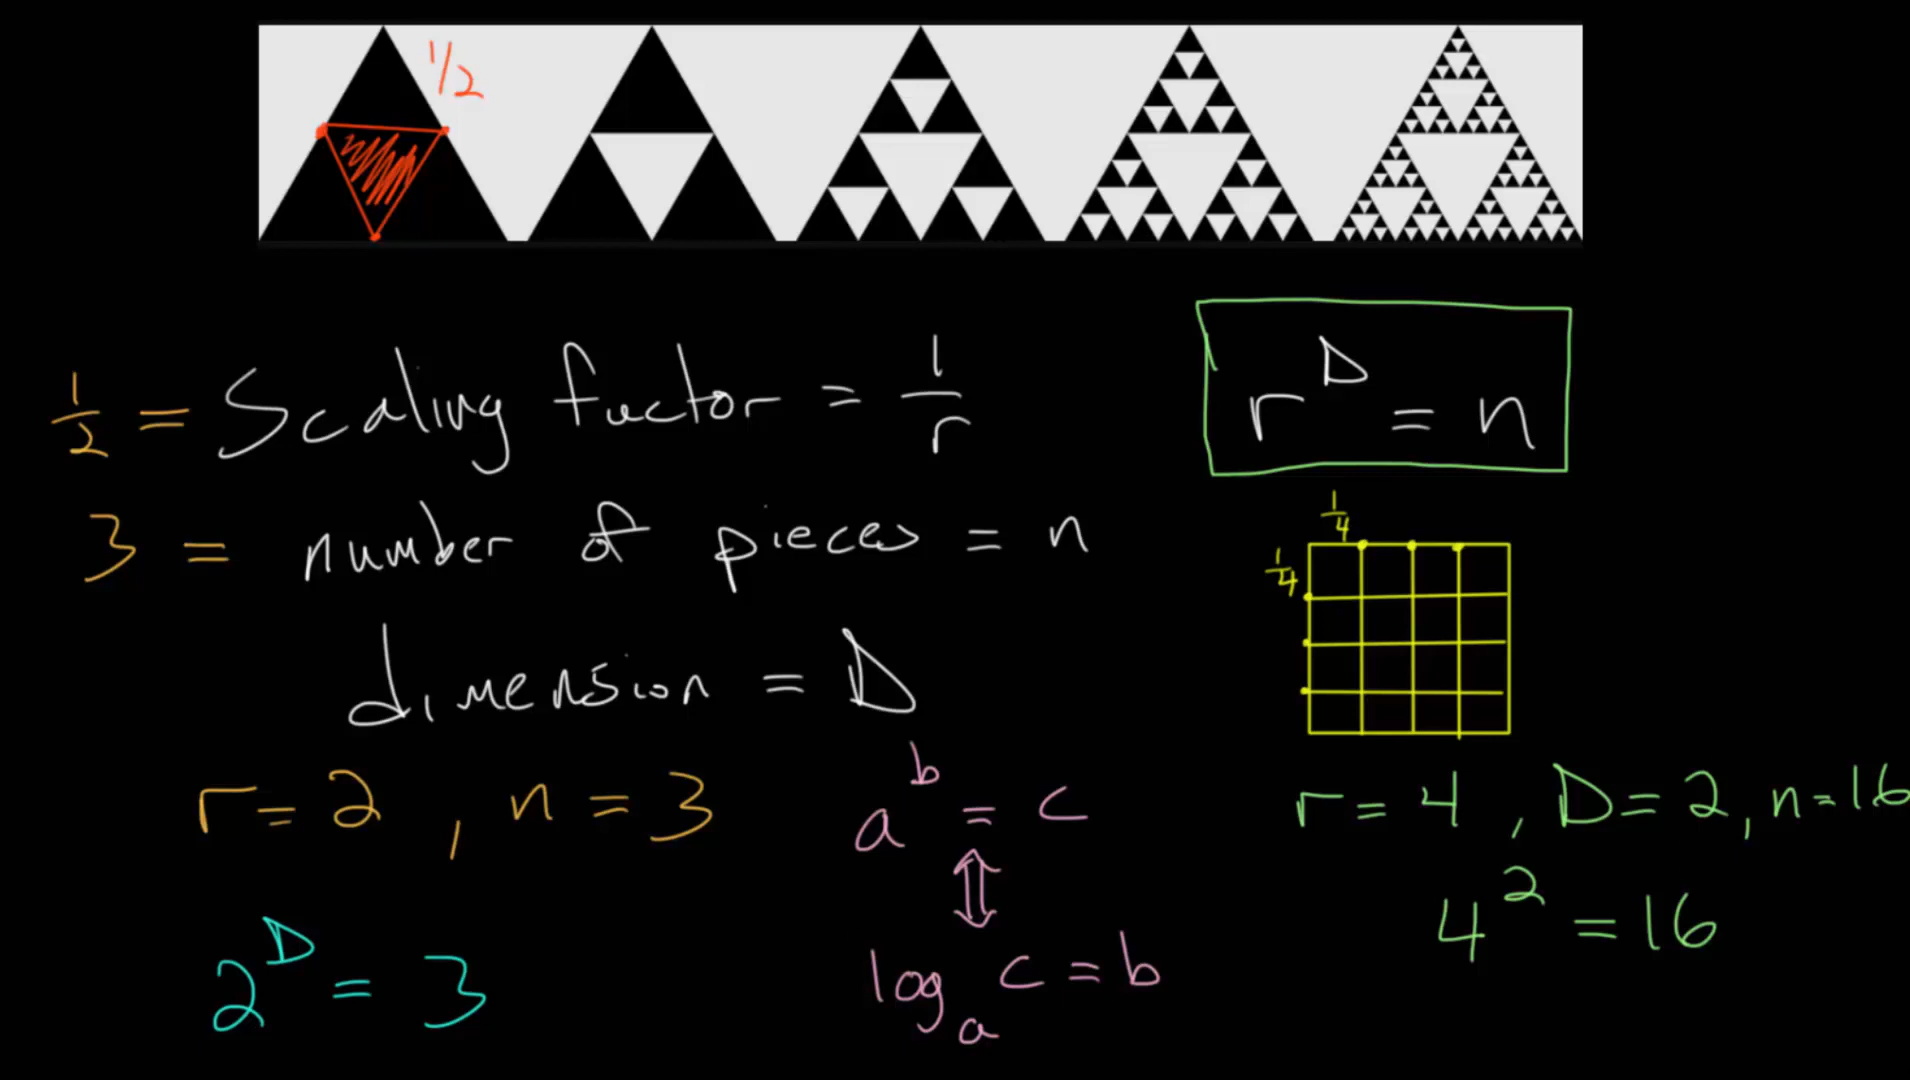 1/2
1/2 = Scaling factor = 1/r
r^D = n
3 = number of pieces = n
1/4
1/4
dimension = D
r = 2 , n = 3
a^b = c
r = 4 , D = 2, n = 16
4^2 = 16
2^D = 3
log_a c = b